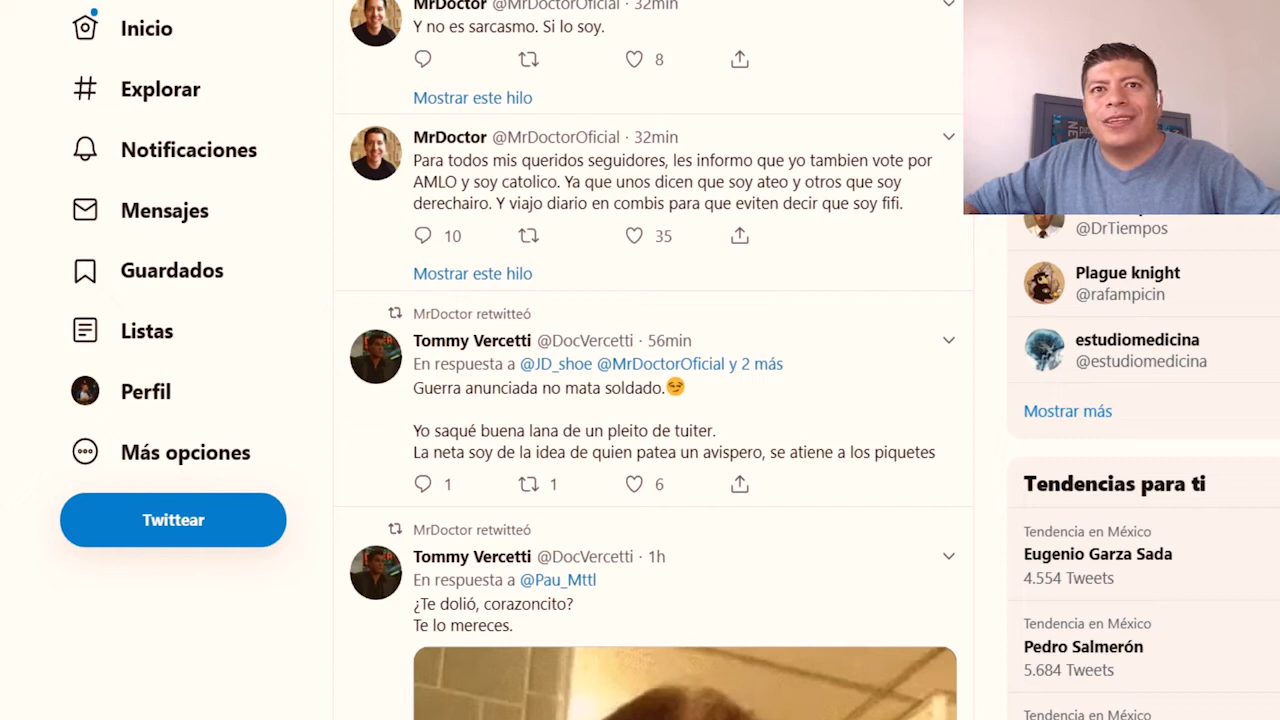 Inicio
Explorar
Notificaciones
Mensajes
Guardados
Listas
Perfil
Más opciones
Twittear
MrDoctor @MrDoctorOficial · 32min
Y no es sarcasmo. Si lo soy.
8
Mostrar este hilo
MrDoctor @MrDoctorOficial · 32min
Para todos mis queridos seguidores, les informo que yo tambien vote por
AMLO y soy catolico. Ya que unos dicen que soy ateo y otros que soy
derechairo. Y viajo diario en combis para que eviten decir que soy fifi.
10 35
Mostrar este hilo
MrDoctor retwitteó
Tommy Vercetti @DocVercetti · 56min
En respuesta a @JD_shoe @MrDoctorOficial y 2 más
Guerra anunciada no mata soldado.😏
Yo saqué buena lana de un pleito de tuiter.
La neta soy de la idea de quien patea un avispero, se atiene a los piquetes
1 1 6
MrDoctor retwitteó
Tommy Vercetti @DocVercetti · 1h
En respuesta a @Pau_Mttl
¿Te dolió, corazoncito?
Te lo mereces.
@DrTiempos
Plague knight
@rafampicin
estudiomedicina
@estudiomedicina
Mostrar más
Tendencias para ti
Tendencia en México
Eugenio Garza Sada
4.554 Tweets
Tendencia en México
Pedro Salmerón
5.684 Tweets
Tendencia en México